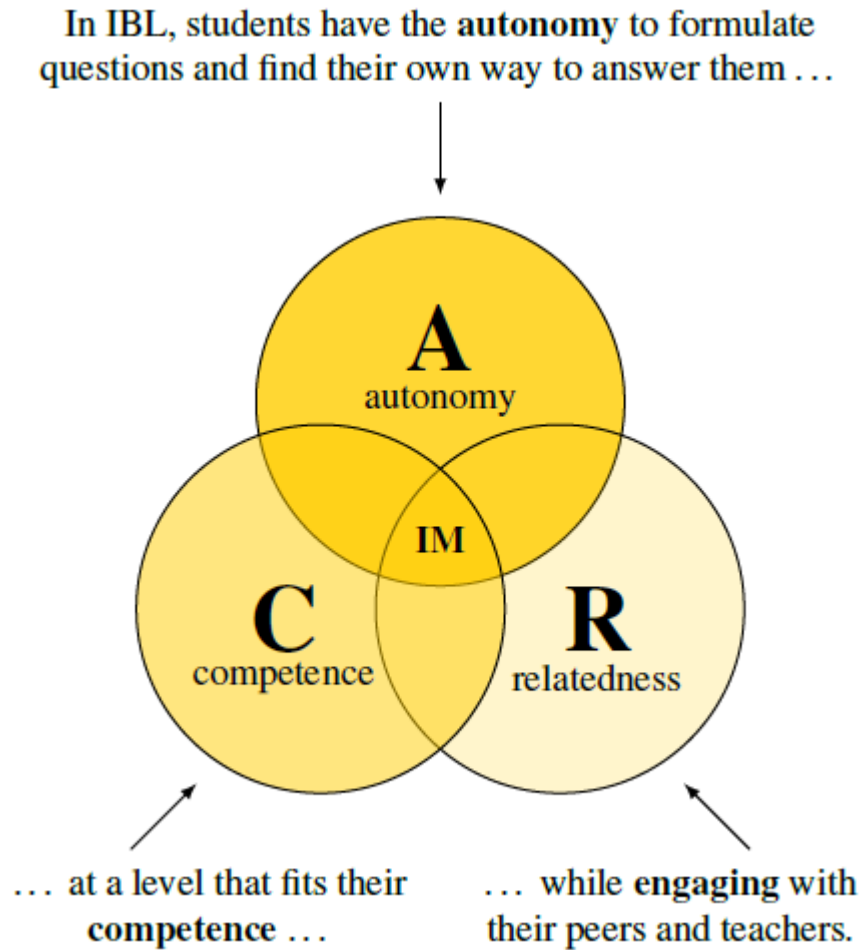 In IBL, students have the autonomy to formulate
questions and find their own way to answer them ...
A
autonomy
IM
C
competence
R
relatedness
... at a level that fits their
competence ...
... while engaging with
their peers and teachers.